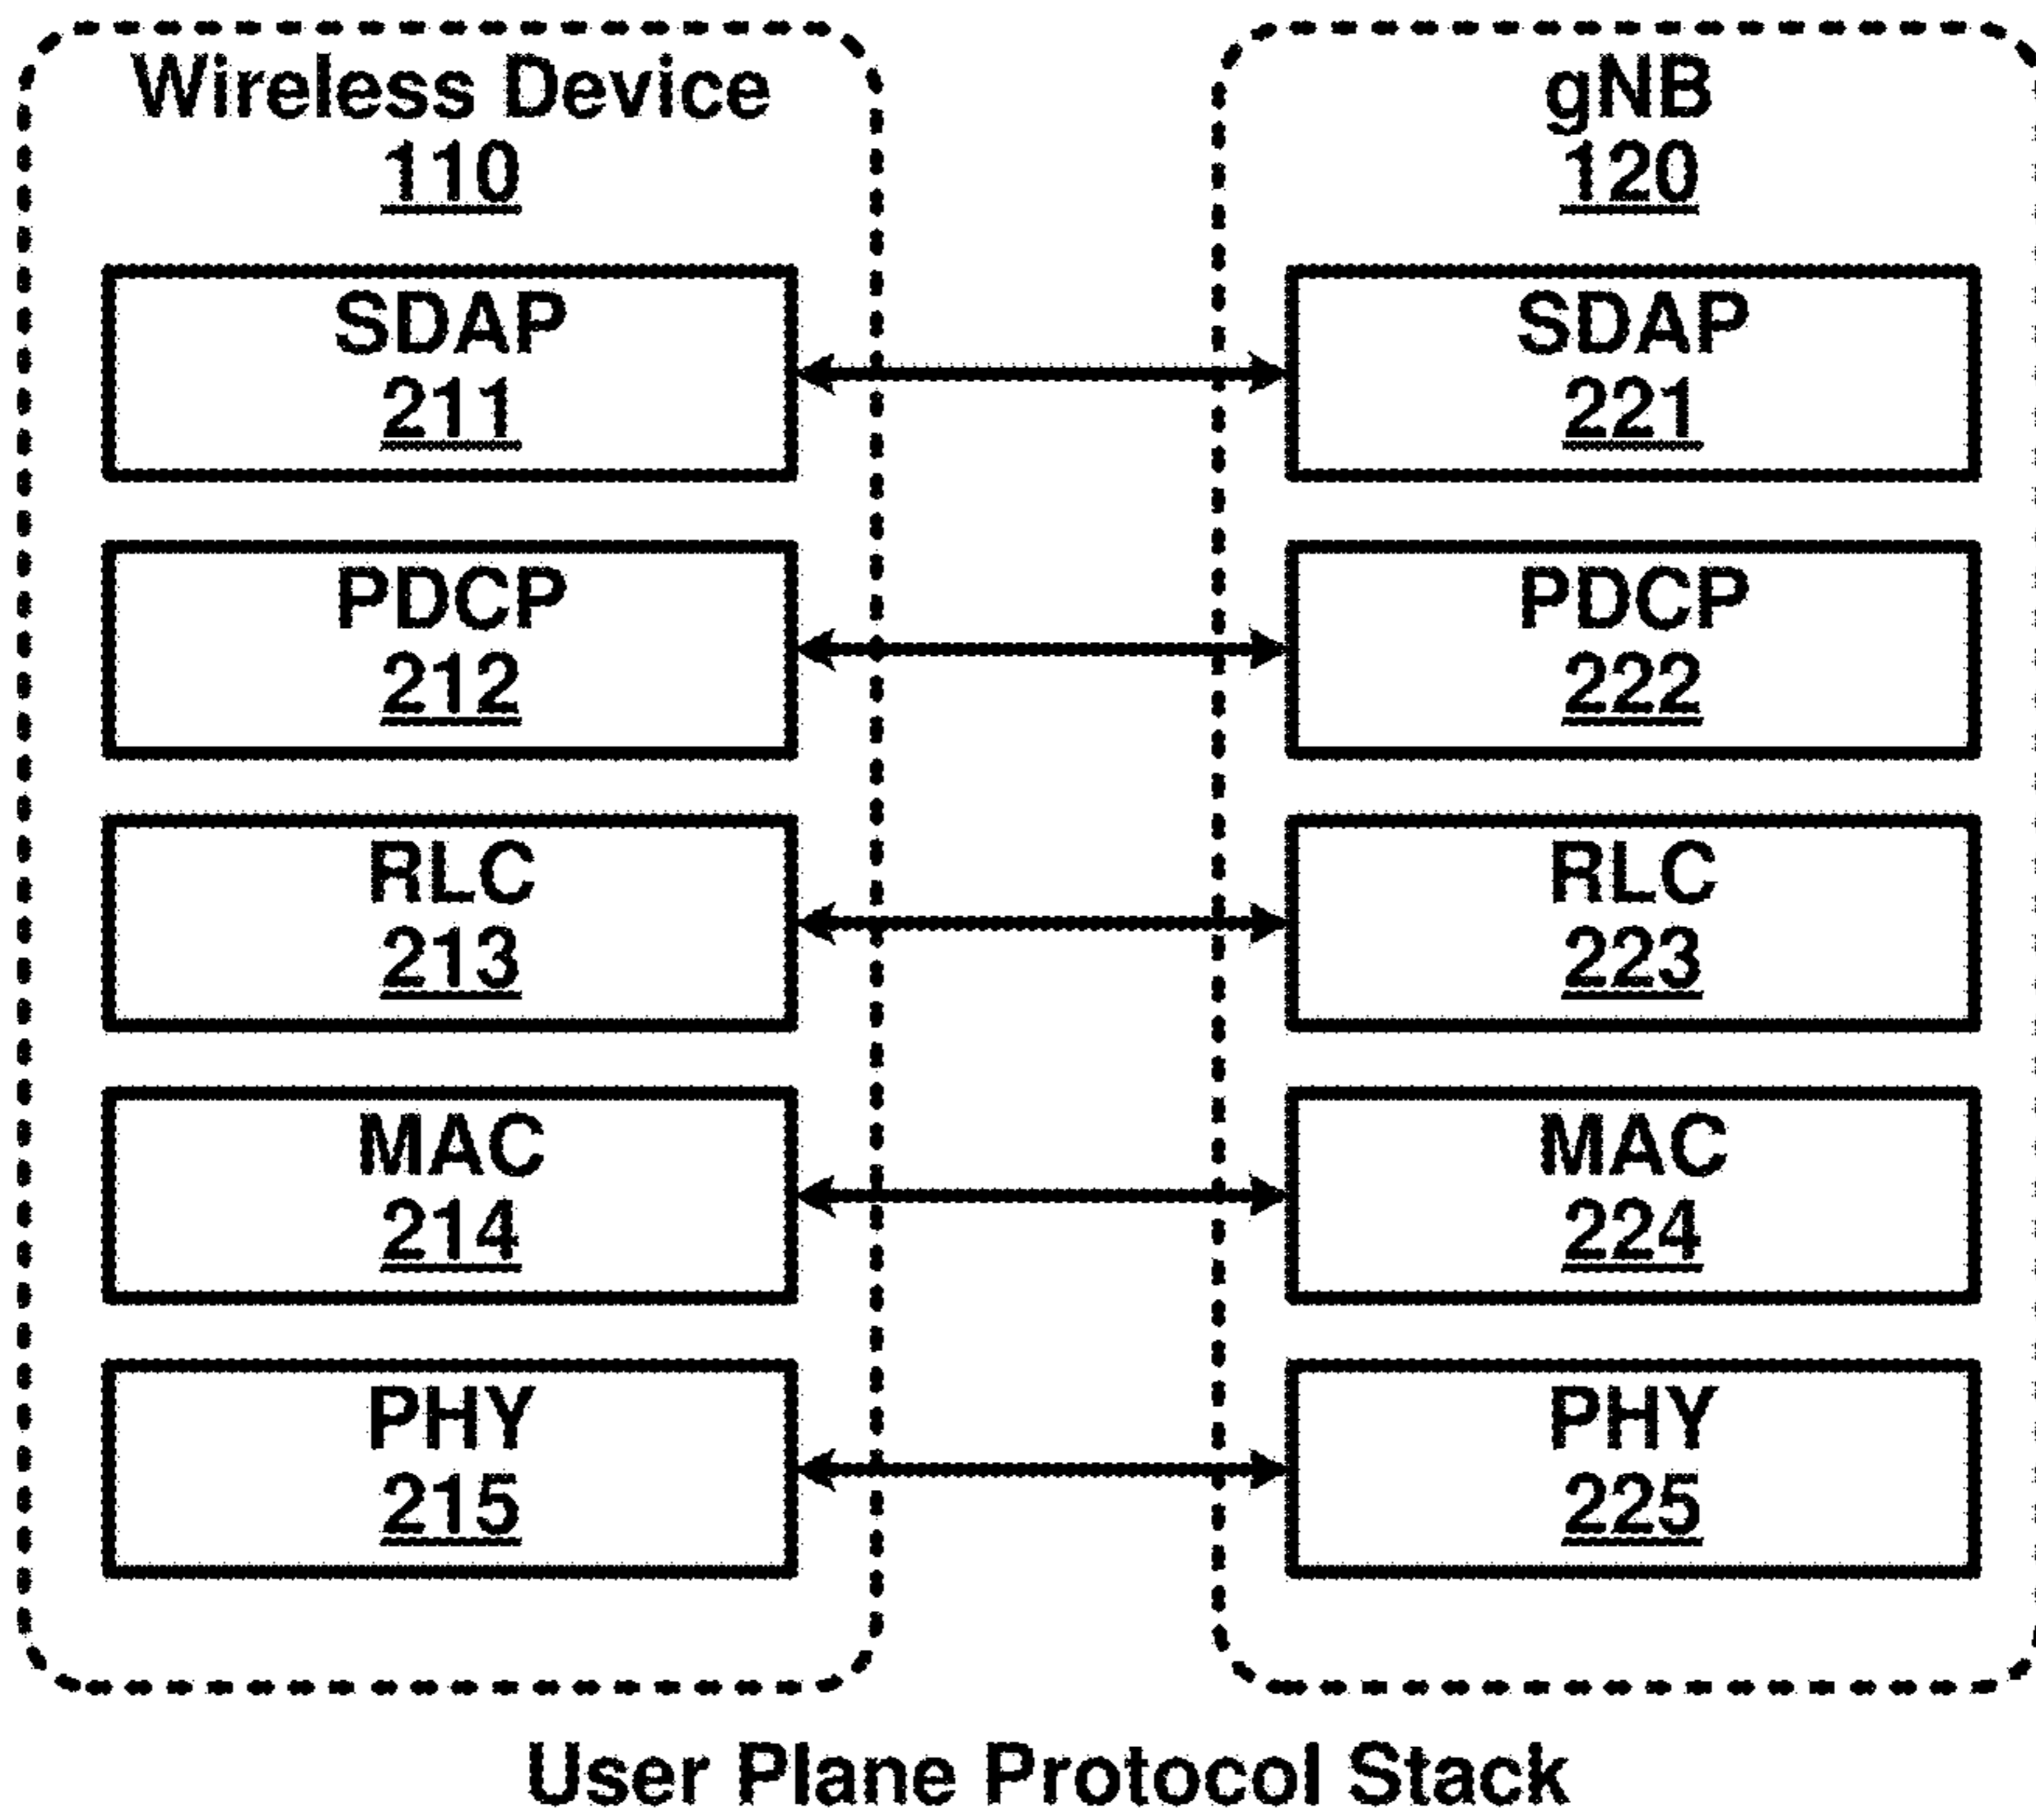 Wireless Device
110
SDAP
211
PDCP
212
RLC
213
MAC
214
PHY
215
gNB
120
SDAP
221
PDCP
222
RLC
223
MAC
224
PHY
225
User Plane Protocol Stack